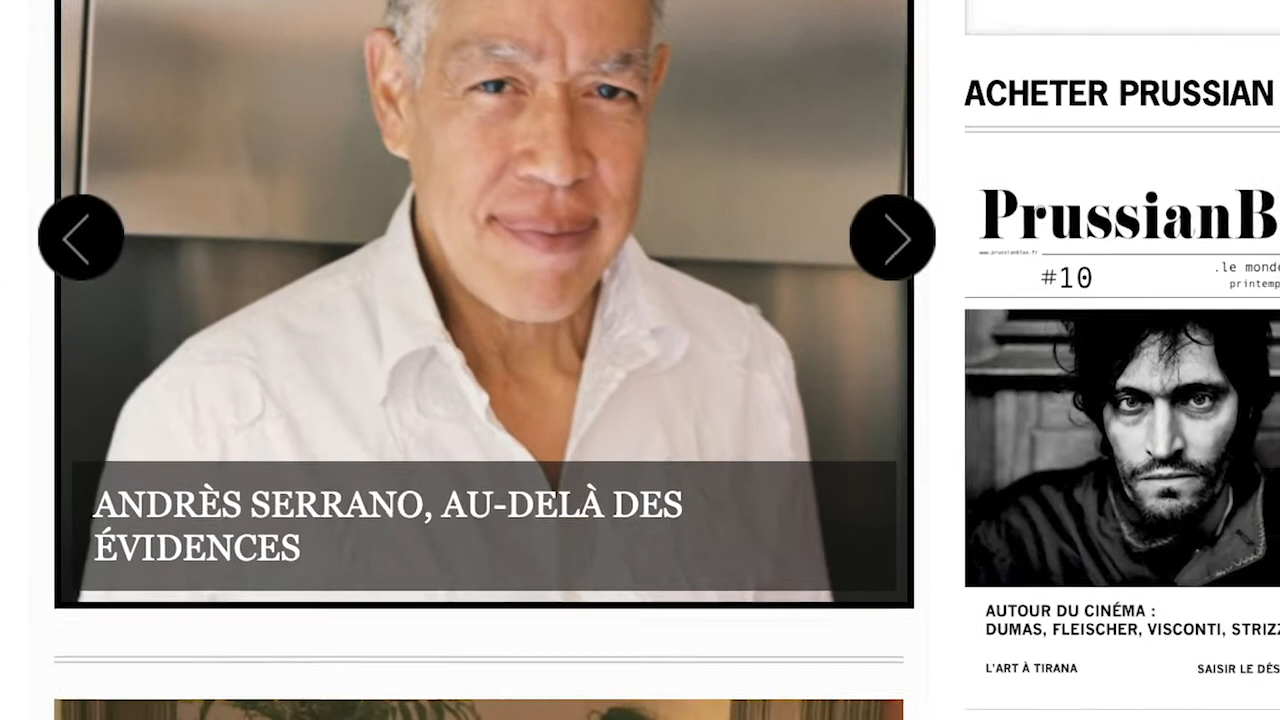 ANDRÈS SERRANO, AU-DELÀ DES
ÉVIDENCES
ACHETER PRUSSIAN
PrussianB
www.prussianblue.fr
#10
.le monde
printemp
AUTOUR DU CINÉMA :
DUMAS, FLEISCHER, VISCONTI, STRIZZ
L'ART À TIRANA
SAISIR LE DÉS